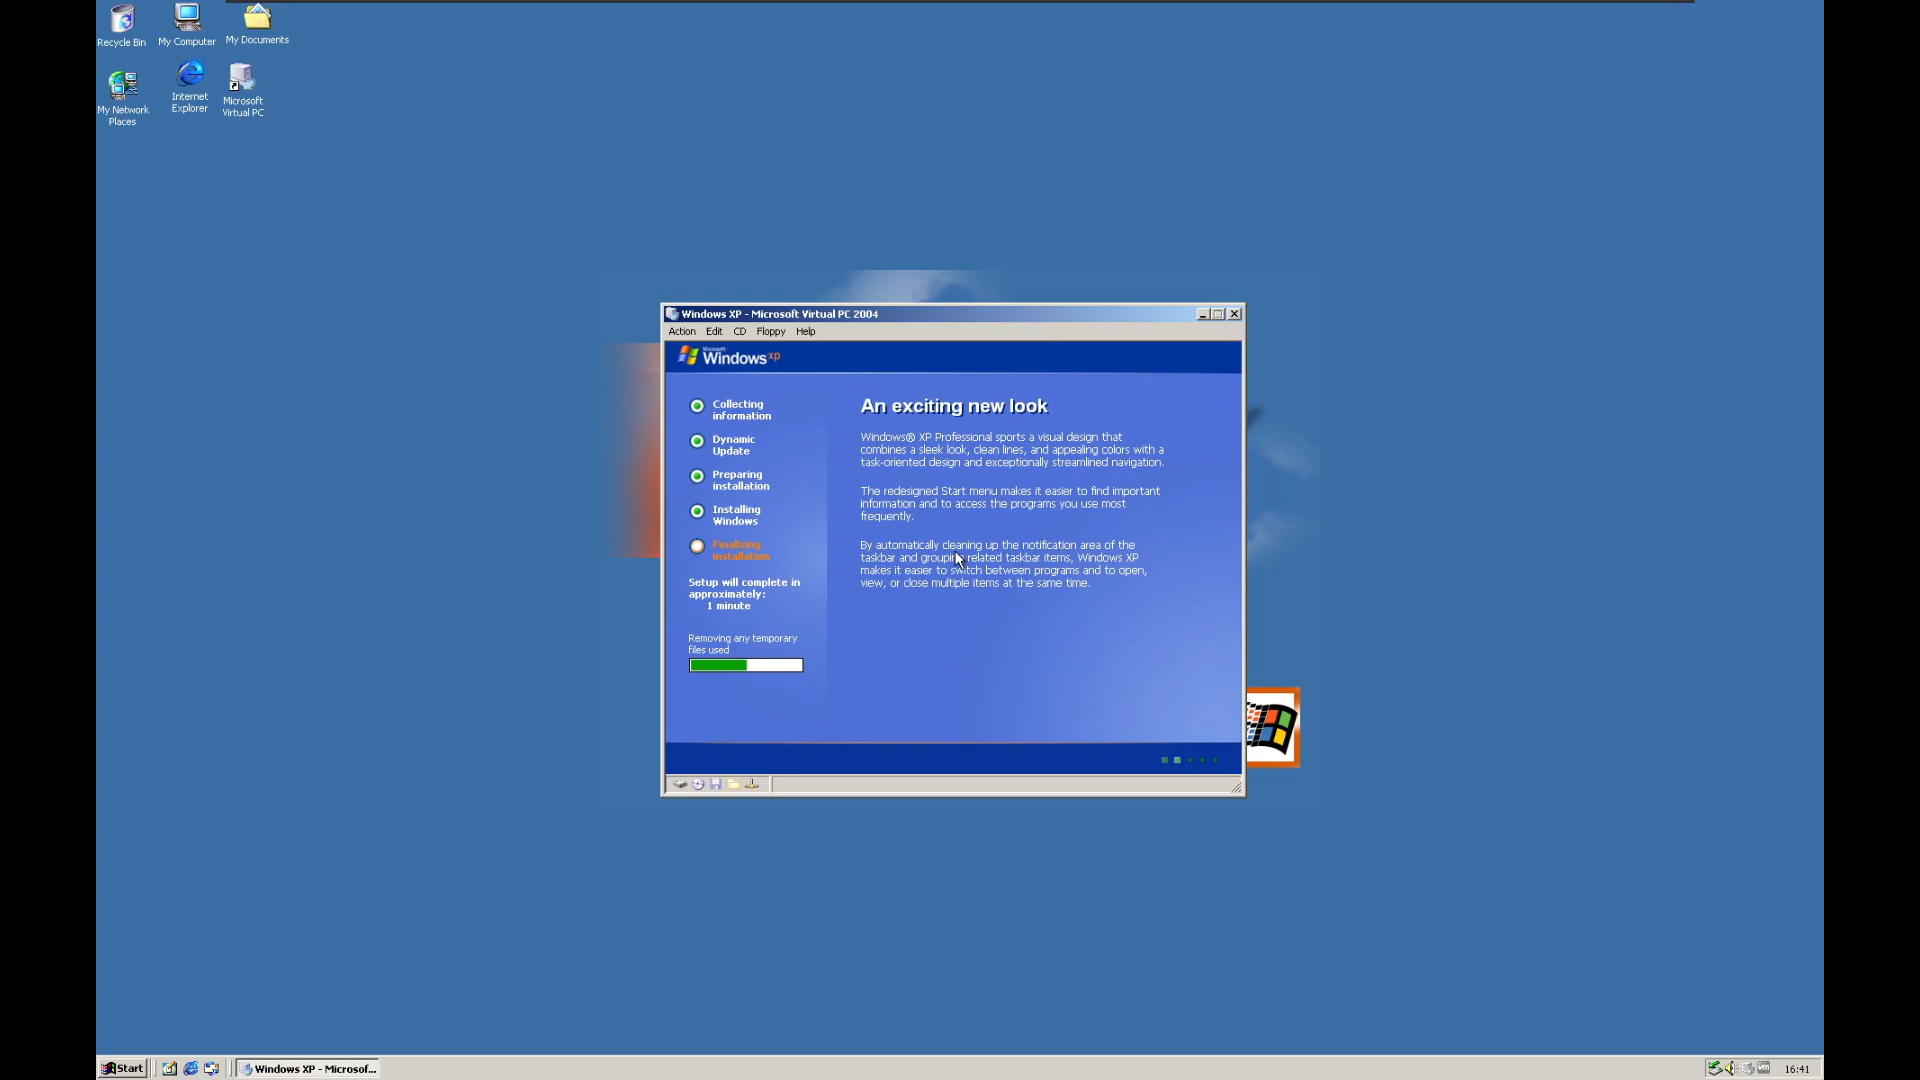 Recycle Bin
My Computer
My Documents
My Network
Places
Internet
Explorer
Microsoft
Virtual PC
Windows XP - Microsoft Virtual PC 2004
Action Edit CD Floppy Help
Microsoft
Windows xp
Collecting
information
Dynamic
Update
Preparing
installation
Installing
Windows
Finalizing
installation
Setup will complete in
approximately:
1 minute
Removing any temporary
files used
An exciting new look
Windows® XP Professional sports a visual design that
combines a sleek look, clean lines, and appealing colors with a
task-oriented design and exceptionally streamlined navigation.
The redesigned Start menu makes it easier to find important
information and to access the programs you use most
frequently.
By automatically cleaning up the notification area of the
taskbar and grouping related taskbar items, Windows XP
makes it easier to switch between programs and to open,
view, or close multiple items at the same time.
Start
Windows XP - Microsof...
16:41